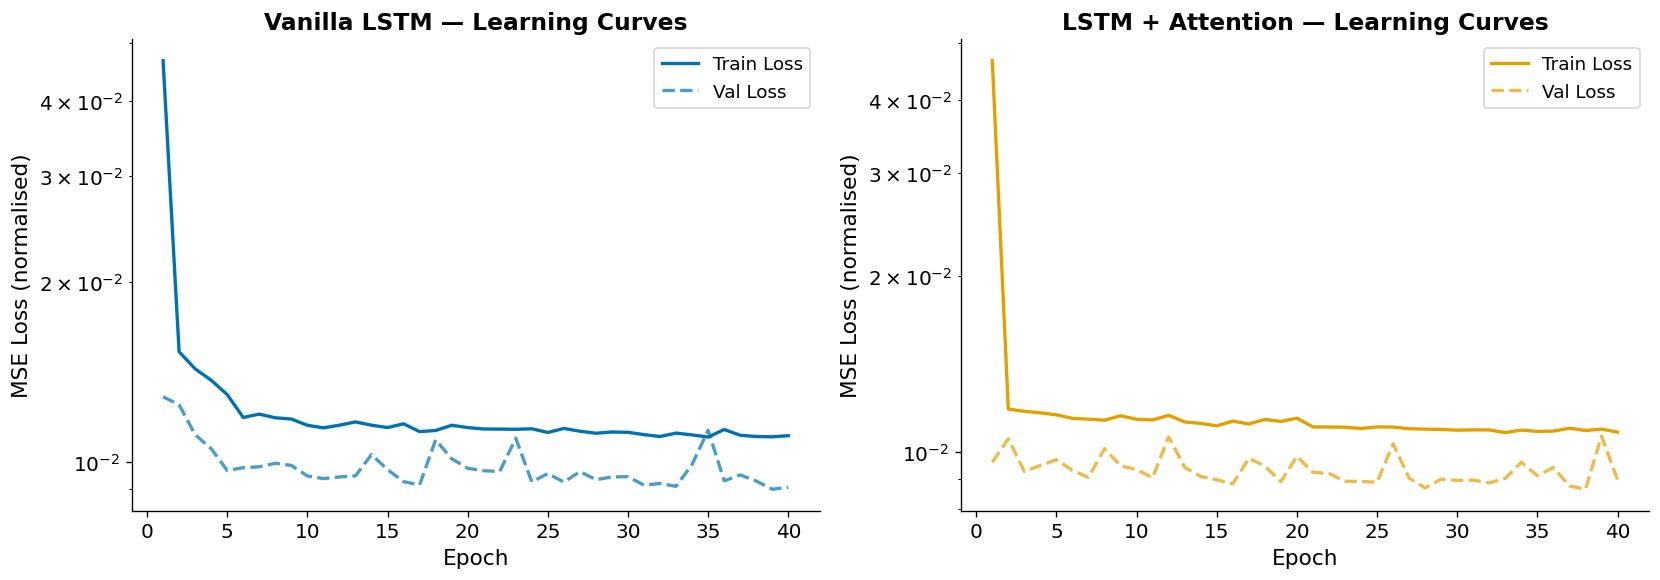 Vanilla LSTM — Learning Curves
MSE Loss (normalised)
4 × 10⁻²
3 × 10⁻²
2 × 10⁻²
10⁻²
Train Loss
Val Loss
0 5 10 15 20 25 30 35 40
Epoch
LSTM + Attention — Learning Curves
MSE Loss (normalised)
4 × 10⁻²
3 × 10⁻²
2 × 10⁻²
10⁻²
Train Loss
Val Loss
0 5 10 15 20 25 30 35 40
Epoch